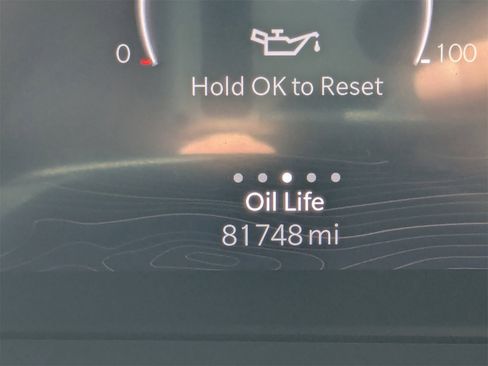 0 100
Hold OK to Reset
Oil Life
81748 mi